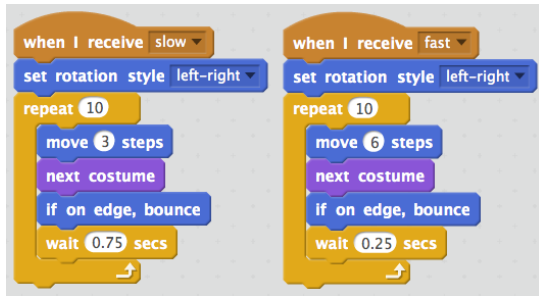 when I receive slow
set rotation style left-right
repeat 10
move 3 steps
next costume
if on edge, bounce
wait 0.75 secs
when I receive fast
set rotation style left-right
repeat 10
move 6 steps
next costume
if on edge, bounce
wait 0.25 secs